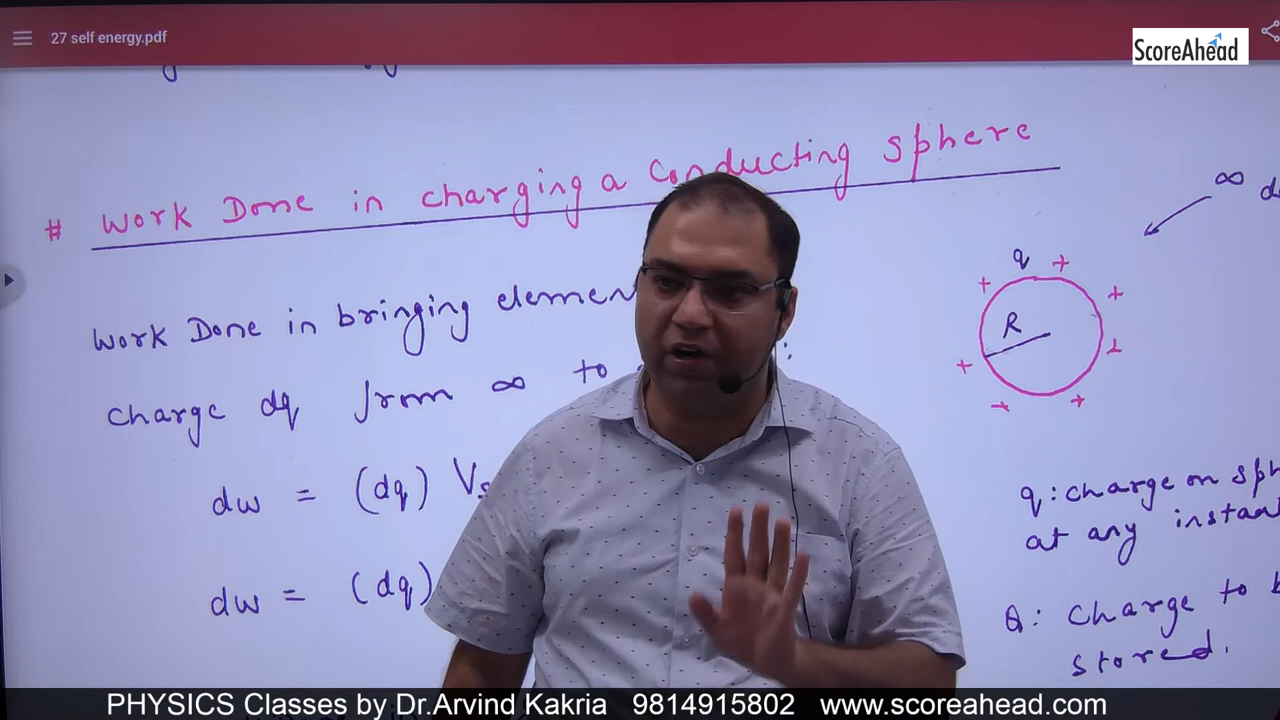 27 self energy.pdf
ScoreAhead
# Work Done in charging a Conducting sphere
Work Done in bringing elemen
charge dq from ∞ to
dw = (dq) Vs
dw = (dq)
∞ d
q
+ + + + + +
R
q: charge on sph
at any instan
Q: Charge to b
stored.
PHYSICS Classes by Dr.Arvind Kakria 9814915802 www.scoreahead.com